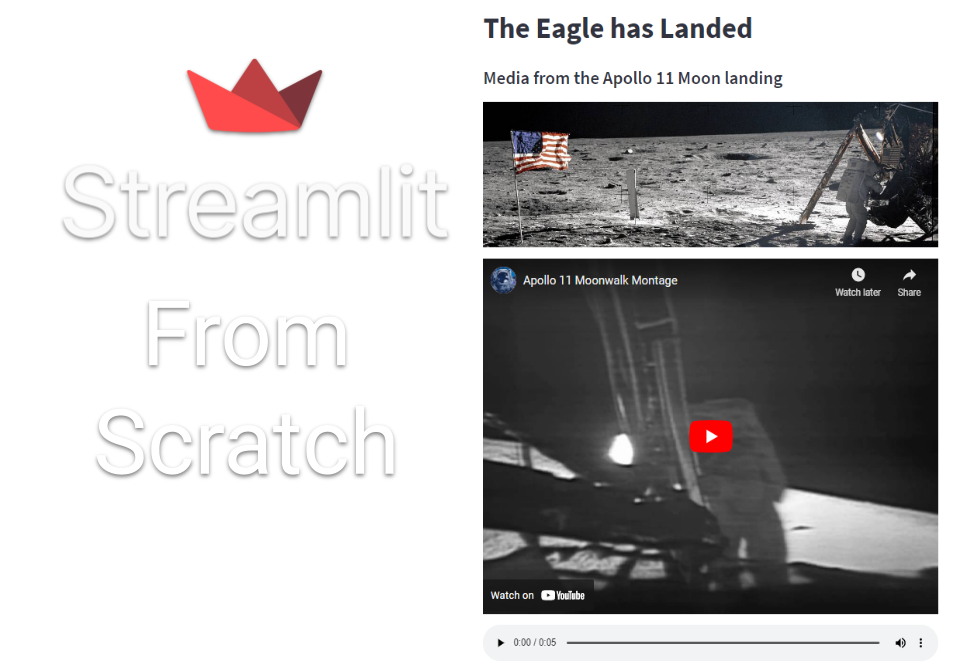 Streamlit
From
Scratch
The Eagle has Landed
Media from the Apollo 11 Moon landing
Apollo 11 Moonwalk Montage
Watch later
Share
Watch on YouTube
0:00 / 0:05